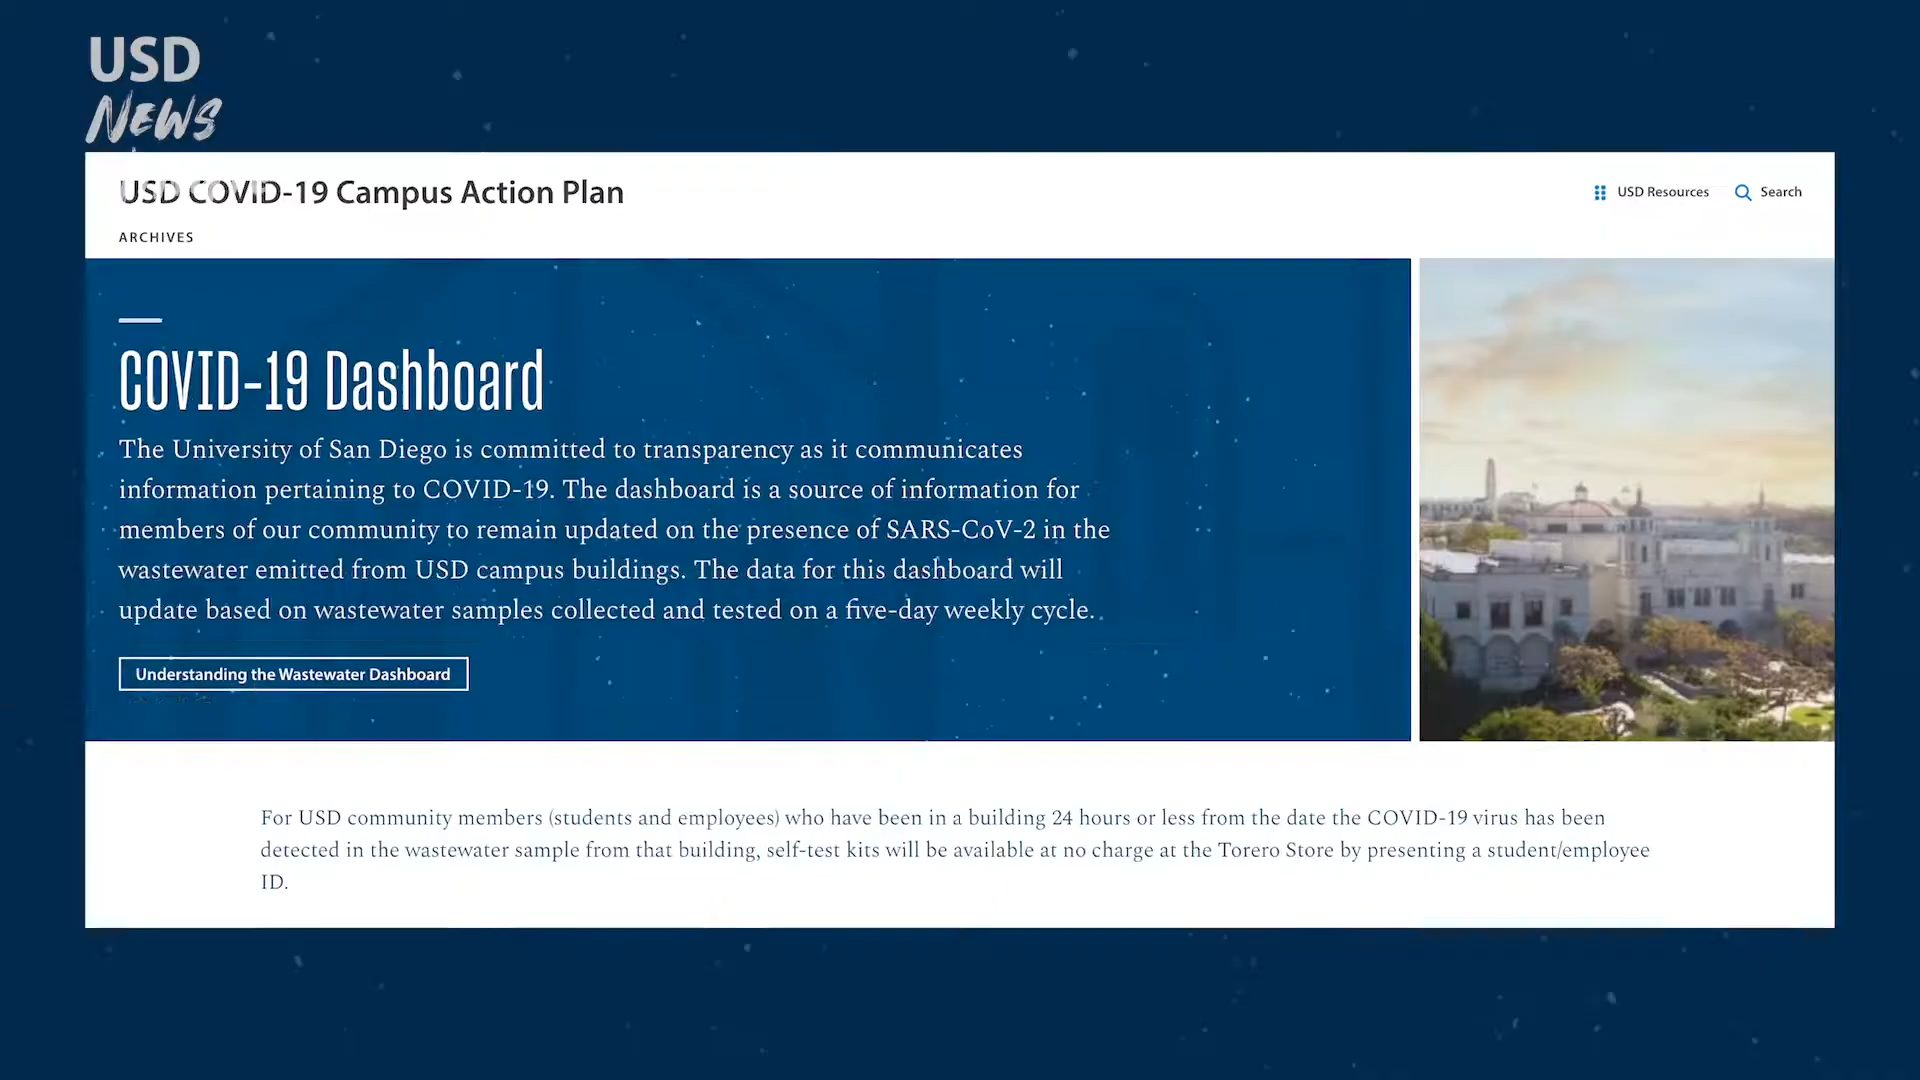 USD
NEWS
USD COVID-19 Campus Action Plan
USD Resources
Search
ARCHIVES
COVID-19 Dashboard
The University of San Diego is committed to transparency as it communicates
information pertaining to COVID-19. The dashboard is a source of information for
members of our community to remain updated on the presence of SARS-CoV-2 in the
wastewater emitted from USD campus buildings. The data for this dashboard will
update based on wastewater samples collected and tested on a five-day weekly cycle.
Understanding the Wastewater Dashboard
For USD community members (students and employees) who have been in a building 24 hours or less from the date the COVID-19 virus has been
detected in the wastewater sample from that building, self-test kits will be available at no charge at the Torero Store by presenting a student/employee
ID.